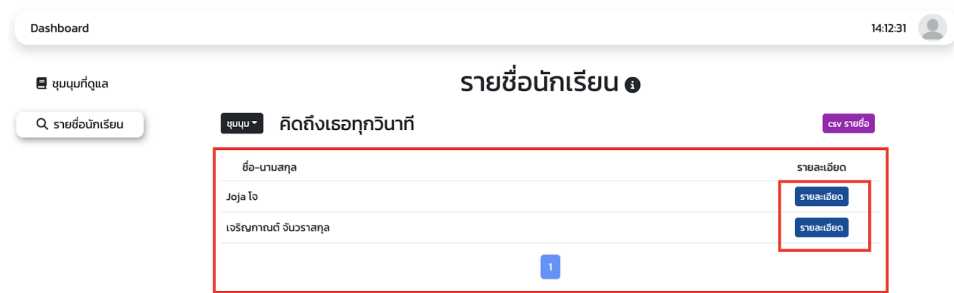 Dashboard 14:12:31
ชุมนุมที่ดูแล
รายชื่อนักเรียน
รายชื่อนักเรียน
ชุมนุม คิดถึงเธอทุกวินาที csv รายชื่อ
ชื่อ-นามสกุล รายละเอียด
Joja โจ รายละเอียด
เจริญกาณต์ จันวราสกุล รายละเอียด
1